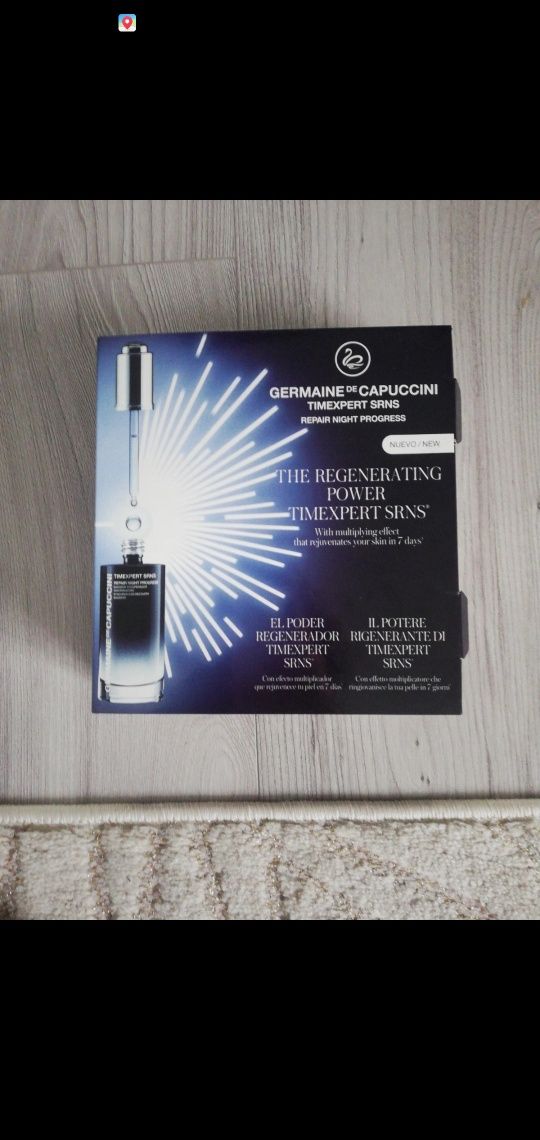 GERMAINE DE CAPUCCINI
TIMEXPERT SRNS
REPAIR NIGHT PROGRESS
NUEVO / NEW
THE REGENERATING
POWER
TIMEXPERT SRNS®
With multiplying effect
that rejuvenates your skin in 7 days¹
EL PODER
REGENERADOR
TIMEXPERT
SRNS®
Con efecto multiplicador
que rejuvenece tu piel en 7 días¹
IL POTERE
RIGENERANTE DI
TIMEXPERT
SRNS®
Con effetto moltiplicatore che
ringiovanisce la tua pelle in 7 giorni¹
GERMAINE DE CAPUCCINI
TIMEXPERT SRNS
REPAIR NIGHT PROGRESS